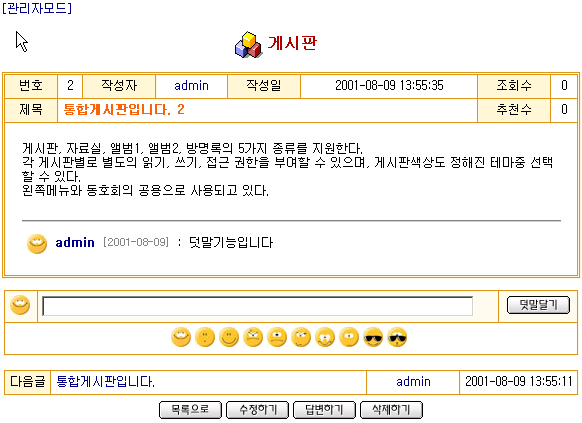 [관리자모드]
게시판
번호 2 작성자 admin 작성일 2001-08-09 13:55:35 조회수 0
제목 통합게시판입니다. 2 추천수 0
게시판, 자료실, 앨범1, 앨범2, 방명록의 5가지 종류를 지원한다.
각 게시판별로 별도의 읽기, 쓰기, 접근 권한을 부여할 수 있으며, 게시판색상도 정해진 테마중 선택
할 수 있다.
왼쪽메뉴와 동호회의 공용으로 사용되고 있다.
admin [2001-08-09] : 덧말기능입니다
덧말달기
다음글 통합게시판입니다. admin 2001-08-09 13:55:11
목록으로 수정하기 답변하기 삭제하기